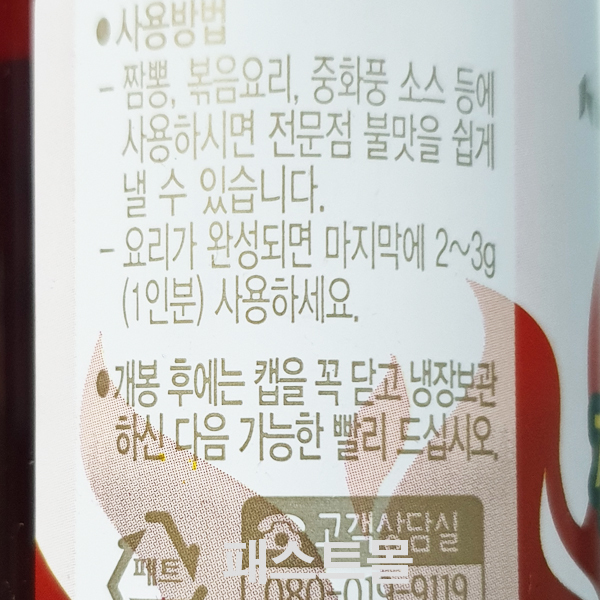 ●사용방법
- 짬뽕, 볶음요리, 중화풍 소스 등에
사용하시면 전문점 불맛을 쉽게
낼 수 있습니다.
- 요리가 완성되면 마지막에 2~3g
(1인분) 사용하세요.
●개봉 후에는 캡을 꼭 닫고 냉장보관
하신 다음 가능한 빨리 드십시오.
고객상담실
페트
패스트몰
080-019-9119